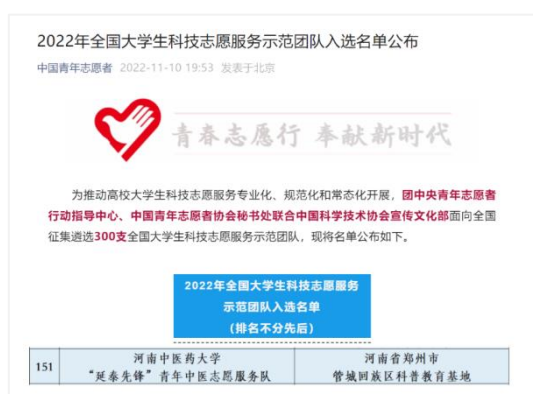 2022年全国大学生科技志愿服务示范团队入选名单公布
中国青年志愿者 2022-11-10 19:53 发表于北京
青春志愿行 奉献新时代
为推动高校大学生科技志愿服务专业化、规范化和常态化开展，团中央青年志愿者
行动指导中心、中国青年志愿者协会秘书处联合中国科学技术协会宣传文化部面向全国
征集遴选300支全国大学生科技志愿服务示范团队，现将名单公布如下。
2022年全国大学生科技志愿服务
示范团队入选名单
（排名不分先后）
151
河南中医药大学
“延泰先锋”青年中医志愿服务队
河南省郑州市
管城回族区科普教育基地